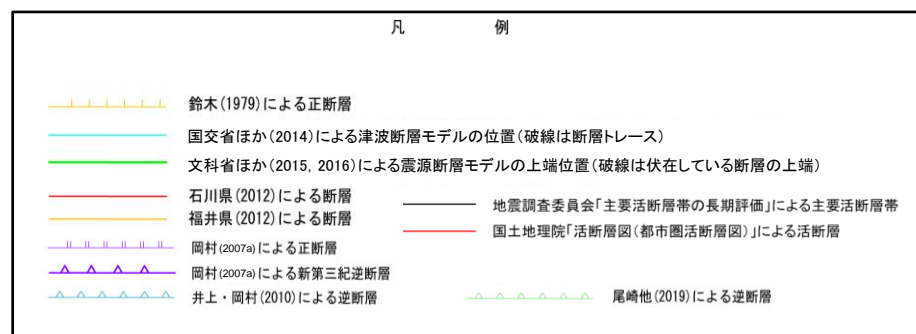 凡 例
鈴木(1979)による正断層
国交省ほか(2014)による津波断層モデルの位置(破線は断層トレース)
文科省ほか(2015, 2016)による震源断層モデルの上端位置(破線は伏在している断層の上端)
石川県(2012)による断層
福井県(2012)による断層
岡村(2007a)による正断層
岡村(2007a)による新第三紀逆断層
井上・岡村(2010)による逆断層
地震調査委員会「主要活断層帯の長期評価」による主要活断層帯
国土地理院「活断層図(都市圏活断層図)」による活断層
尾崎他(2019)による逆断層